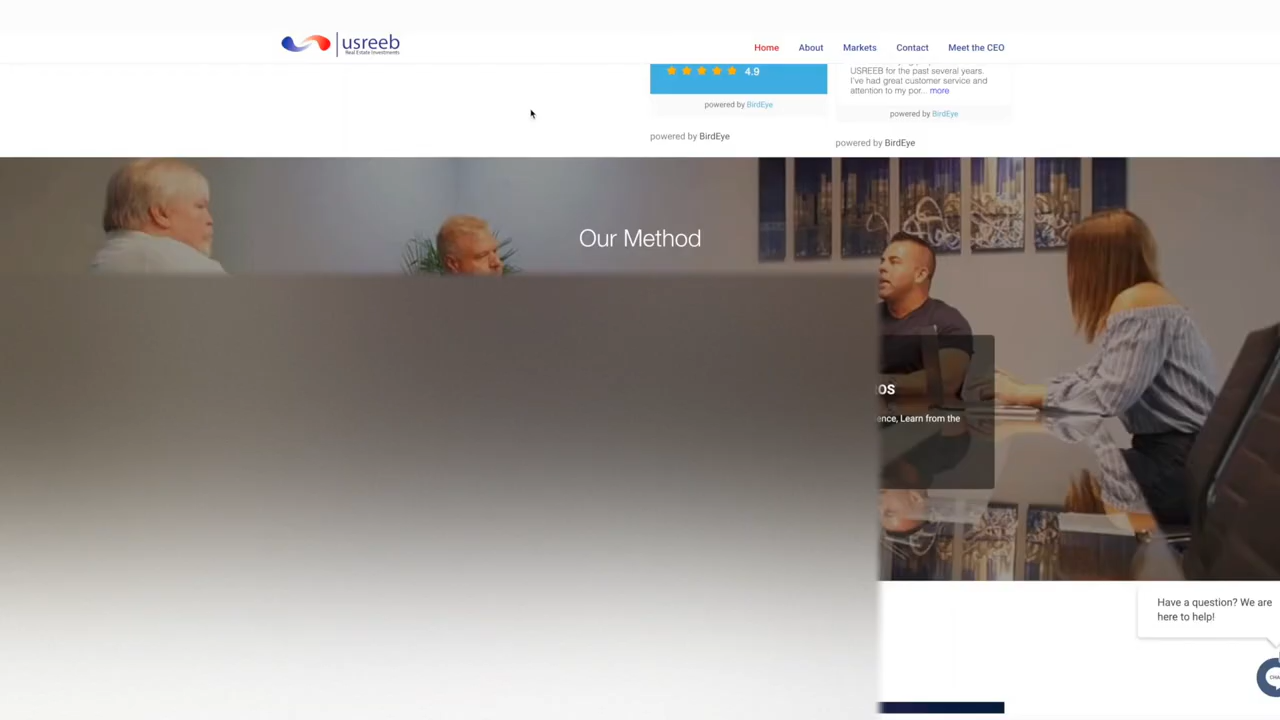 usreeb
Real Estate Investments
Home
About
Markets
Contact
Meet the CEO
4.9
powered by BirdEye
powered by BirdEye
USREEB for the past several years.
I've had great customer service and
attention to my por... more
powered by BirdEye
powered by BirdEye
Our Method
ence, Learn from the
Have a question? We are
here to help!